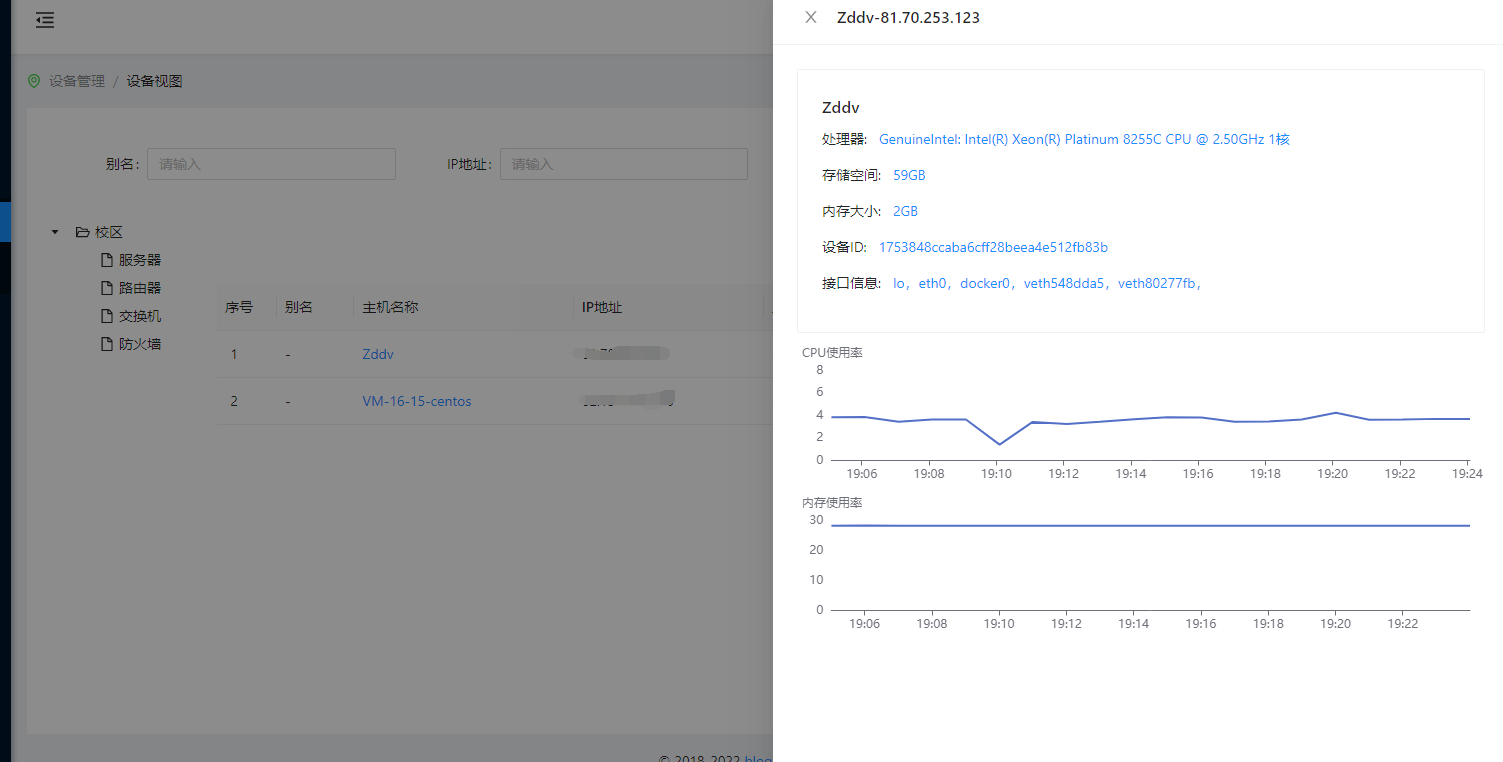 设备管理 / 设备视图
别名: 请输入 IP地址: 请输入
校区
服务器
路由器
交换机
防火墙
序号 别名 主机名称 IP地址
1 - Zddv
2 - VM-16-15-centos
© 2018-2022 blog
Zddv-81.70.253.123
Zddv
处理器: GenuineIntel: Intel(R) Xeon(R) Platinum 8255C CPU @ 2.50GHz 1核
存储空间: 59GB
内存大小: 2GB
设备ID: 1753848ccaba6cff28beea4e512fb83b
接口信息: lo，eth0，docker0，veth548dda5，veth80277fb，
CPU使用率
8
6
4
2
0
19:06 19:08 19:10 19:12 19:14 19:16 19:18 19:20 19:22 19:24
内存使用率
30
20
10
0
19:06 19:08 19:10 19:12 19:14 19:16 19:18 19:20 19:22